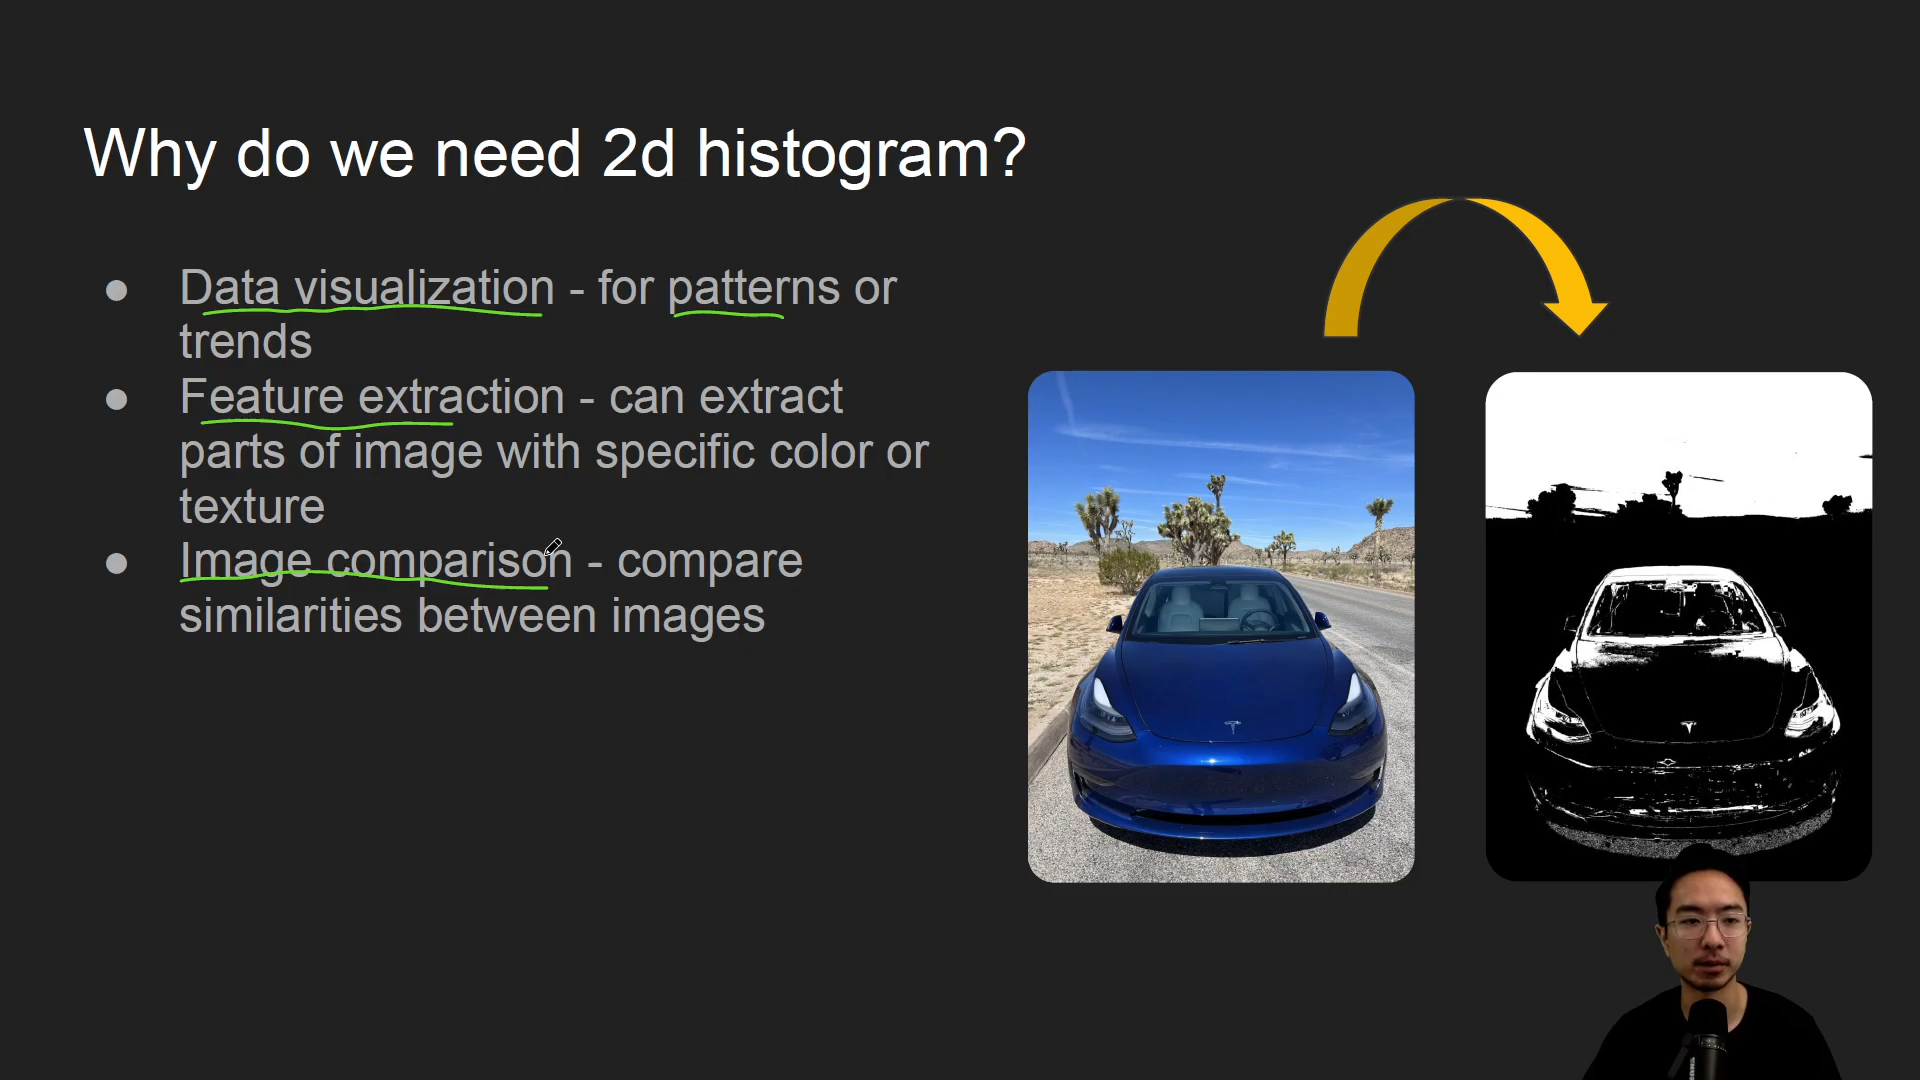 Why do we need 2d histogram?
● Data visualization - for patterns or
trends
● Feature extraction - can extract
parts of image with specific color or
texture
● Image comparison - compare
similarities between images